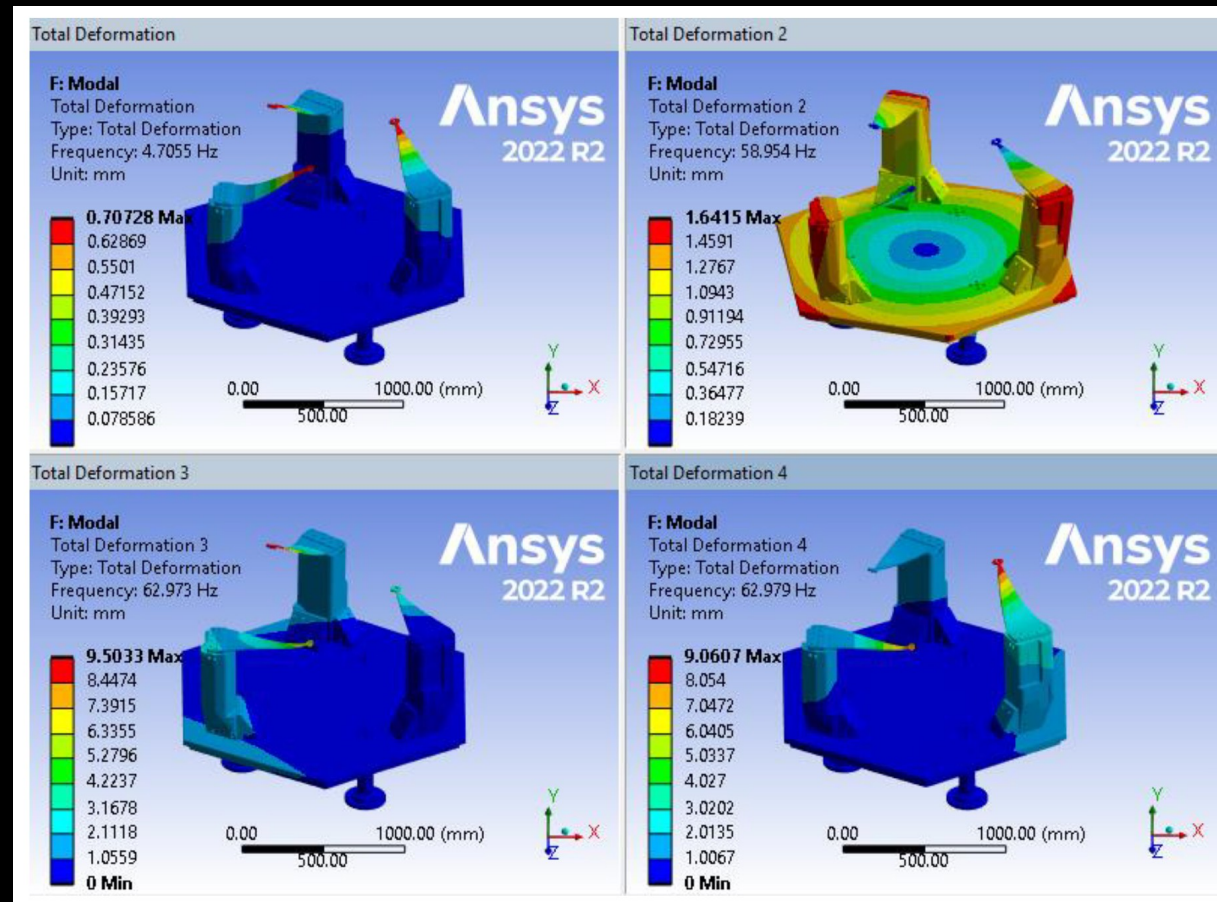 Total Deformation
F: Modal
Total Deformation
Type: Total Deformation
Frequency: 4.7055 Hz
Unit: mm
Ansys
2022 R2
0.70728 Max
0.62869
0.5501
0.47152
0.39293
0.31435
0.23576
0.15717
0.078586
0.00
1000.00 (mm)
500.00
Y
X
Z
Total Deformation 2
F: Modal
Total Deformation 2
Type: Total Deformation
Frequency: 58.954 Hz
Unit: mm
Ansys
2022 R2
1.6415 Max
1.4591
1.2767
1.0943
0.91194
0.72955
0.54716
0.36477
0.18239
0.00
1000.00 (mm)
500.00
Y
X
Z
Total Deformation 3
F: Modal
Total Deformation 3
Type: Total Deformation
Frequency: 62.973 Hz
Unit: mm
Ansys
2022 R2
9.5033 Max
8.4474
7.3915
6.3355
5.2796
4.2237
3.1678
2.1118
1.0559
0 Min
0.00
1000.00 (mm)
500.00
Y
X
Z
Total Deformation 4
F: Modal
Total Deformation 4
Type: Total Deformation
Frequency: 62.979 Hz
Unit: mm
Ansys
2022 R2
9.0607 Max
8.054
7.0472
6.0405
5.0337
4.027
3.0202
2.0135
1.0067
0 Min
0.00
1000.00 (mm)
500.00
Y
X
Z